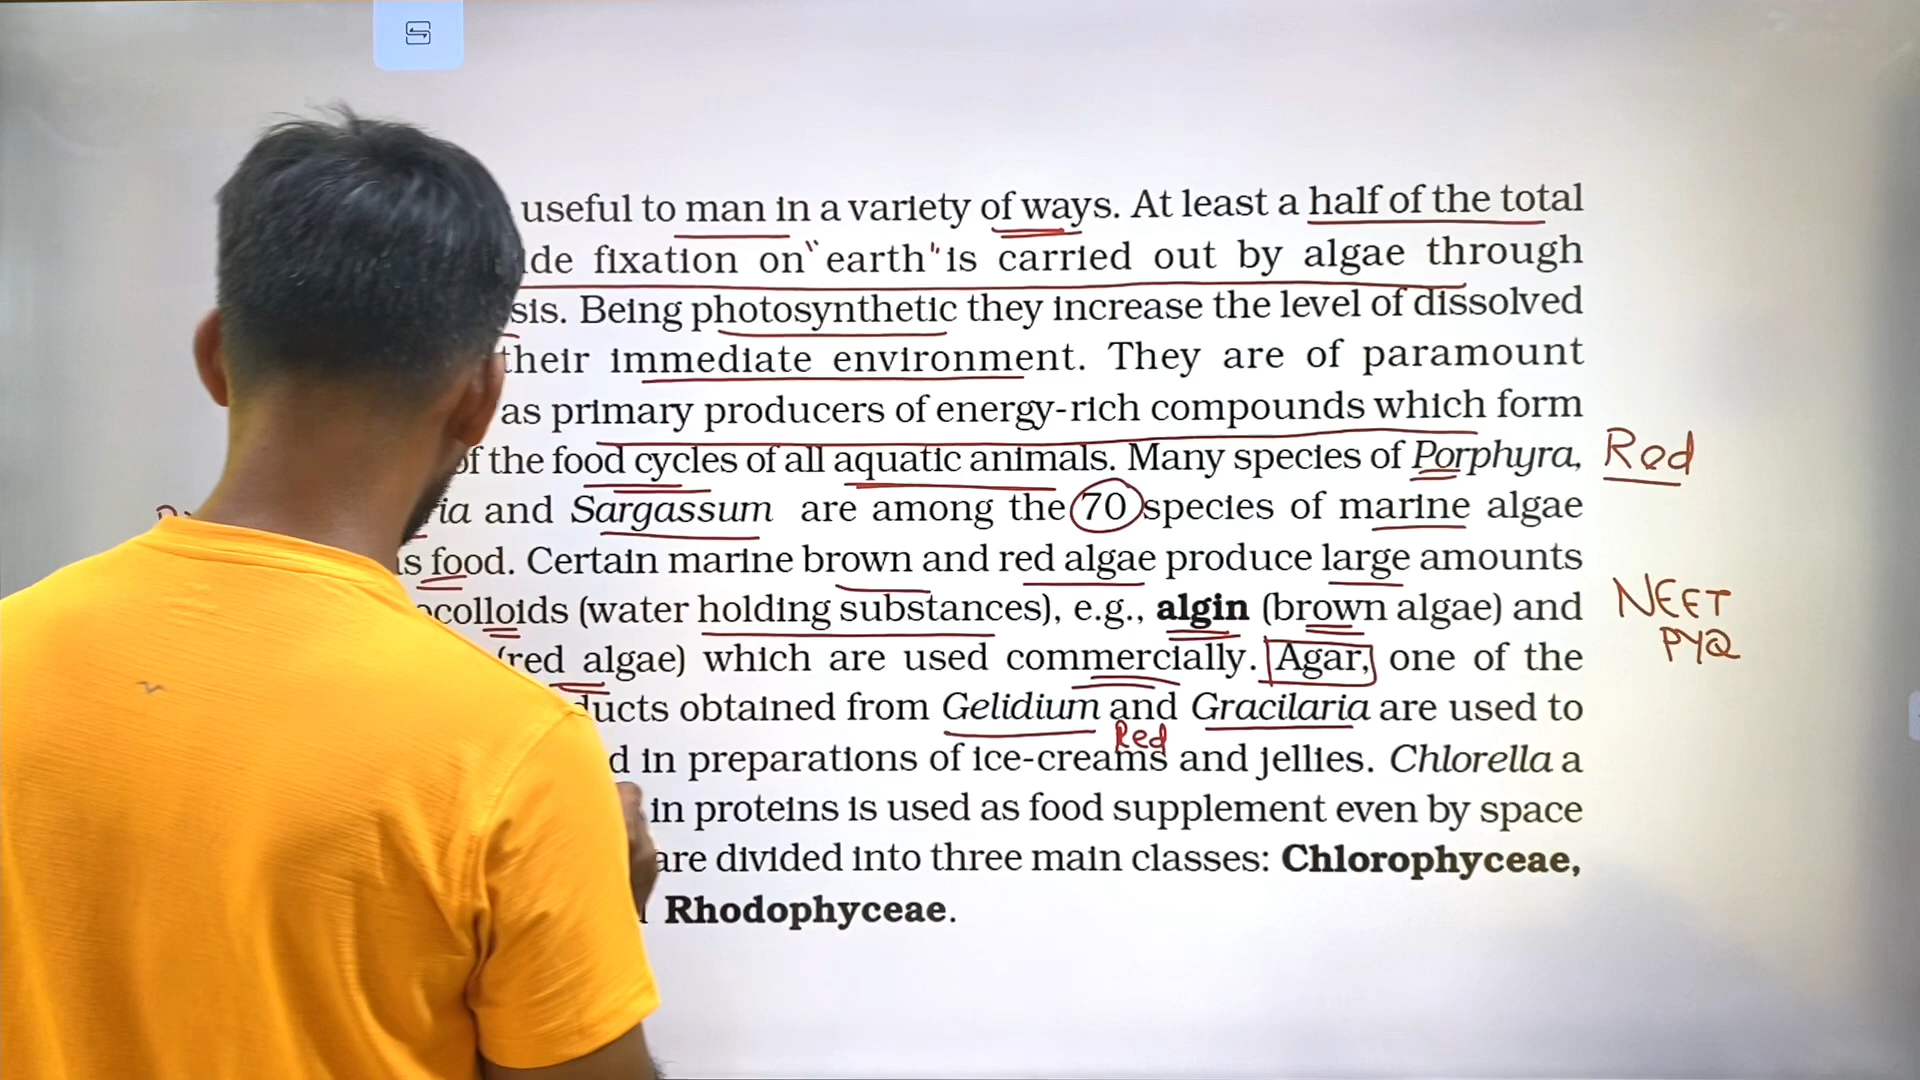 useful to man in a variety of ways. At least a half of the total
de fixation on "earth" is carried out by algae through
sis. Being photosynthetic they increase the level of dissolved
their immediate environment. They are of paramount
as primary producers of energy-rich compounds which form
of the food cycles of all aquatic animals. Many species of Porphyra, Red
ia and Sargassum are among the 70 species of marine algae
s food. Certain marine brown and red algae produce large amounts
ocolloids (water holding substances), e.g., algin (brown algae) and NEET
(red algae) which are used commercially. Agar, one of the PYQ
ducts obtained from Gelidium and Gracilaria are used to
Red
d in preparations of ice-creams and jellies. Chlorella a
in proteins is used as food supplement even by space
are divided into three main classes: Chlorophyceae,
Rhodophyceae.